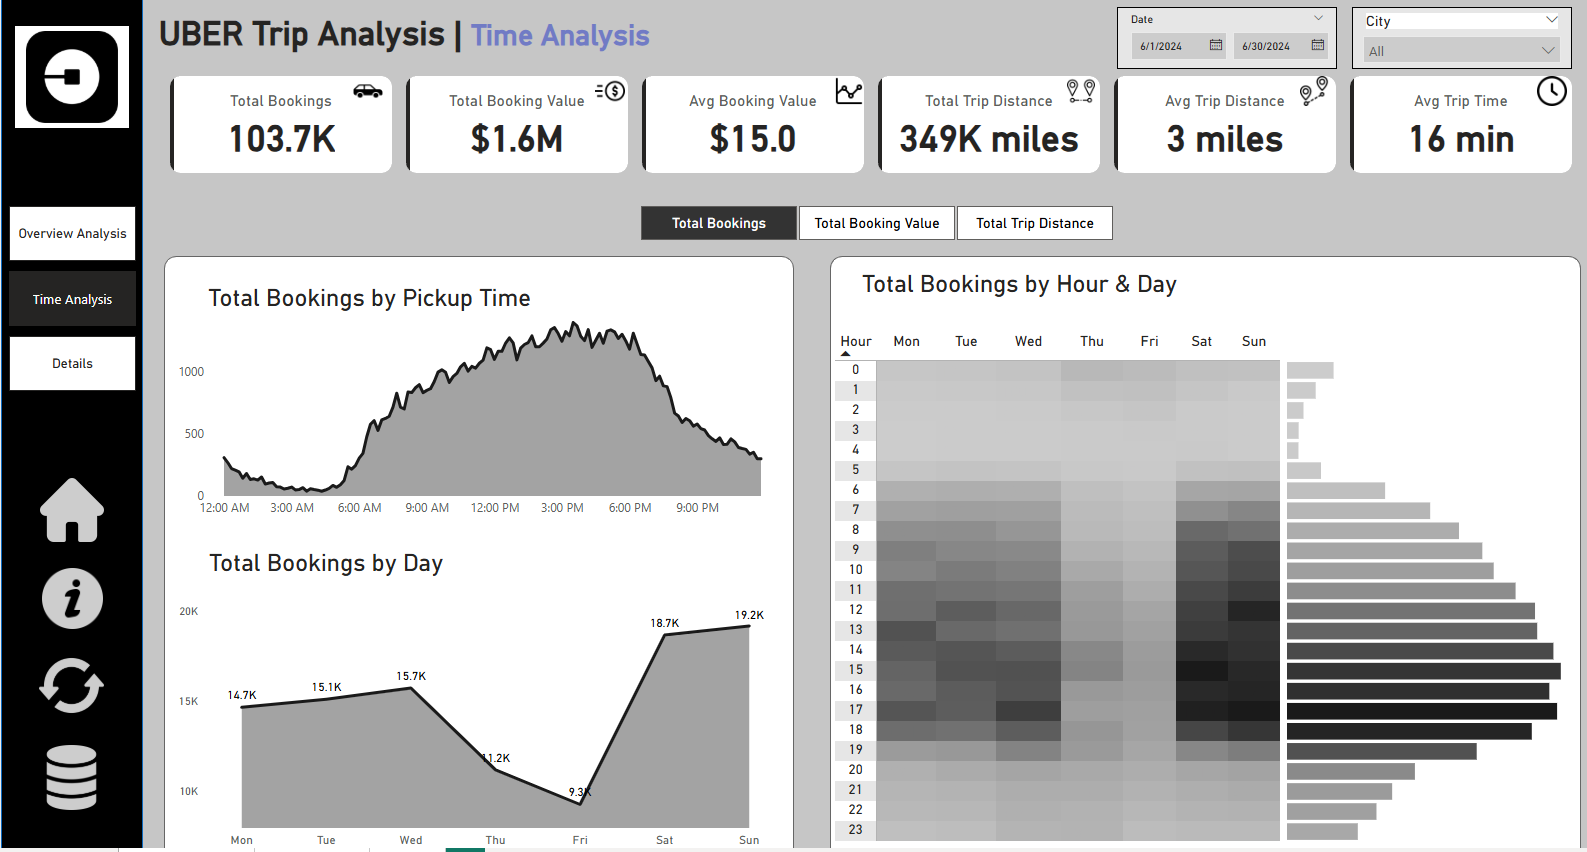 UBER Trip Analysis | Time Analysis
Date
6/1/2024
6/30/2024
City
All
Total Bookings
103.7K
Total Booking Value
$1.6M
Avg Booking Value
$15.0
Total Trip Distance
349K miles
Avg Trip Distance
3 miles
Avg Trip Time
16 min
Overview Analysis
Time Analysis
Details
Total Bookings
Total Booking Value
Total Trip Distance
Total Bookings by Pickup Time
1000
500
0
12:00 AM 3:00 AM 6:00 AM 9:00 AM 12:00 PM 3:00 PM 6:00 PM 9:00 PM
Total Bookings by Day
20K
15K
10K
14.7K
15.1K
15.7K
11.2K
9.3K
18.7K
19.2K
Mon Tue Wed Thu Fri Sat Sun
Total Bookings by Hour & Day
Hour Mon Tue Wed Thu Fri Sat Sun
0
1
2
3
4
5
6
7
8
9
10
11
12
13
14
15
16
17
18
19
20
21
22
23